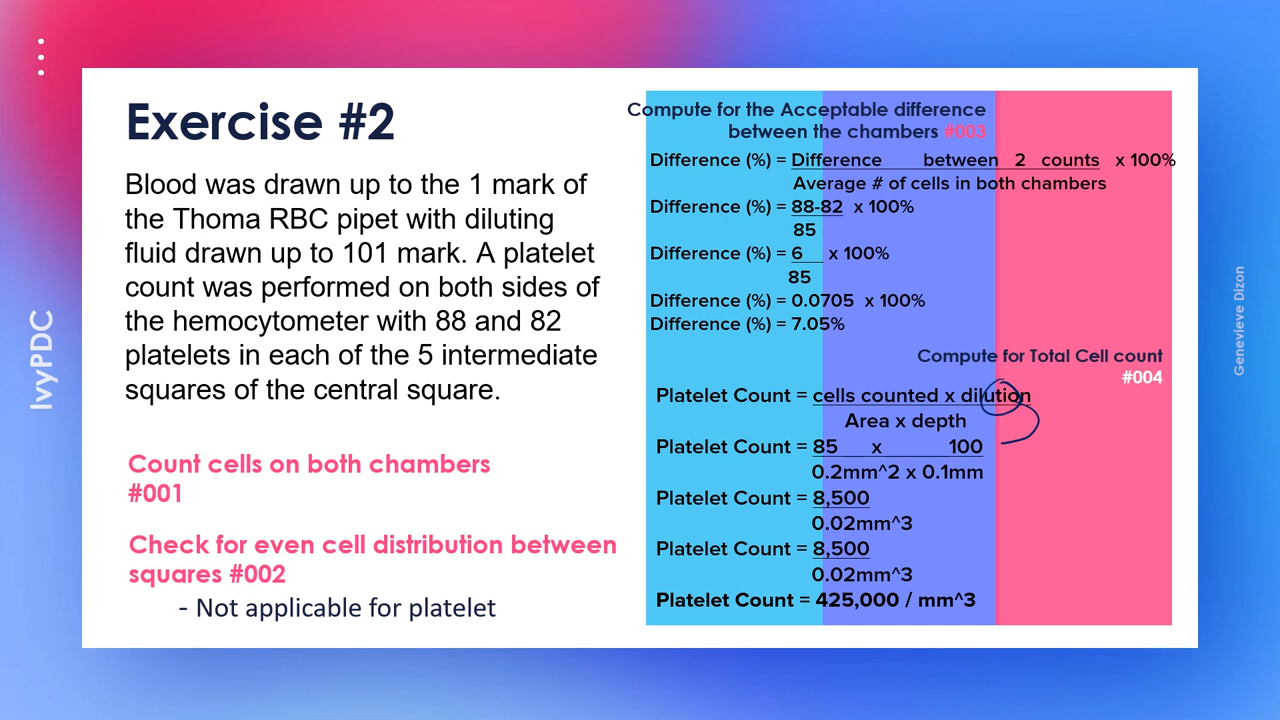 IvyPDC
Exercise #2
Blood was drawn up to the 1 mark of
the Thoma RBC pipet with diluting
fluid drawn up to 101 mark. A platelet
count was performed on both sides of
the hemocytometer with 88 and 82
platelets in each of the 5 intermediate
squares of the central square.
Count cells on both chambers
#001
Check for even cell distribution between
squares #002
- Not applicable for platelet
Compute for the Acceptable difference
between the chambers #003
Difference (%) = Difference between 2 counts x 100%
Average # of cells in both chambers
Difference (%) = 88-82 x 100%
85
Difference (%) = 6 x 100%
85
Difference (%) = 0.0705 x 100%
Difference (%) = 7.05%
Compute for Total Cell count
#004
Platelet Count = cells counted x dilution
Area x depth
Platelet Count = 85 x 100
0.2mm^2 x 0.1mm
Platelet Count = 8,500
0.02mm^3
Platelet Count = 8,500
0.02mm^3
Platelet Count = 425,000 / mm^3
Genevieve Dizon